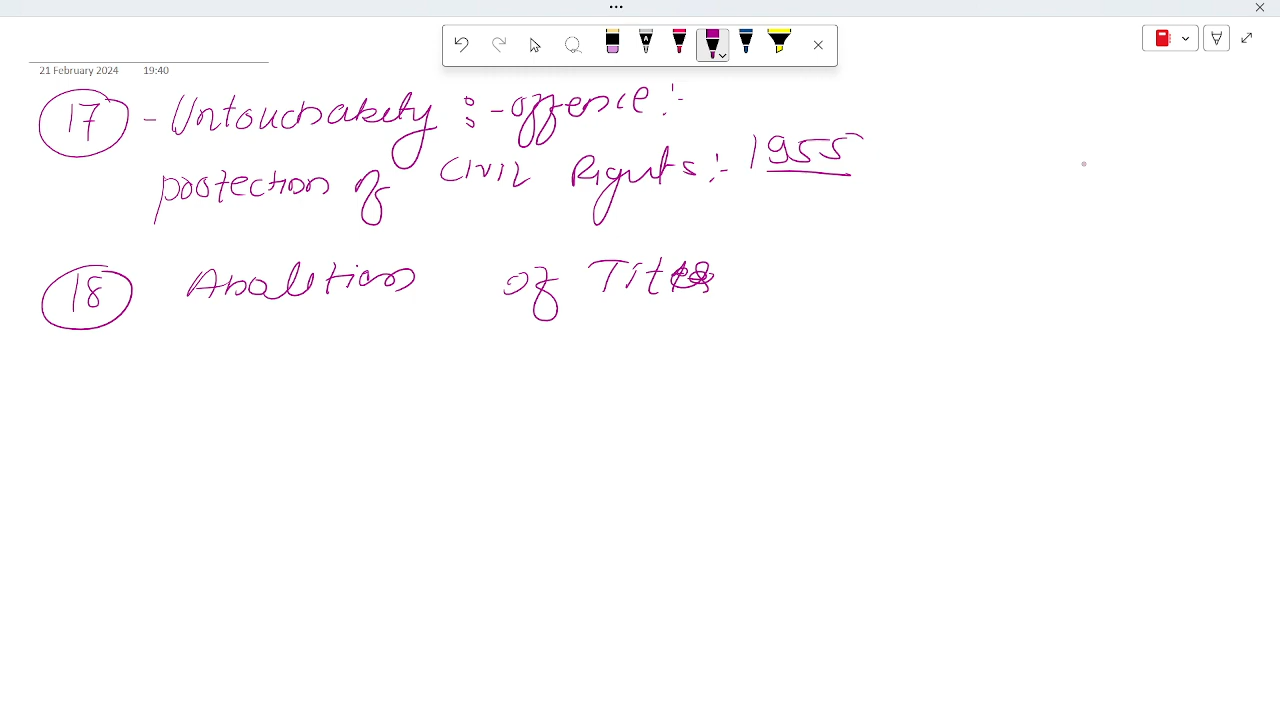 21 February 2024 19:40
17 - Untouchability :- offence :-
protection of Civil Rights :- 1955
18 Abolition of Titles